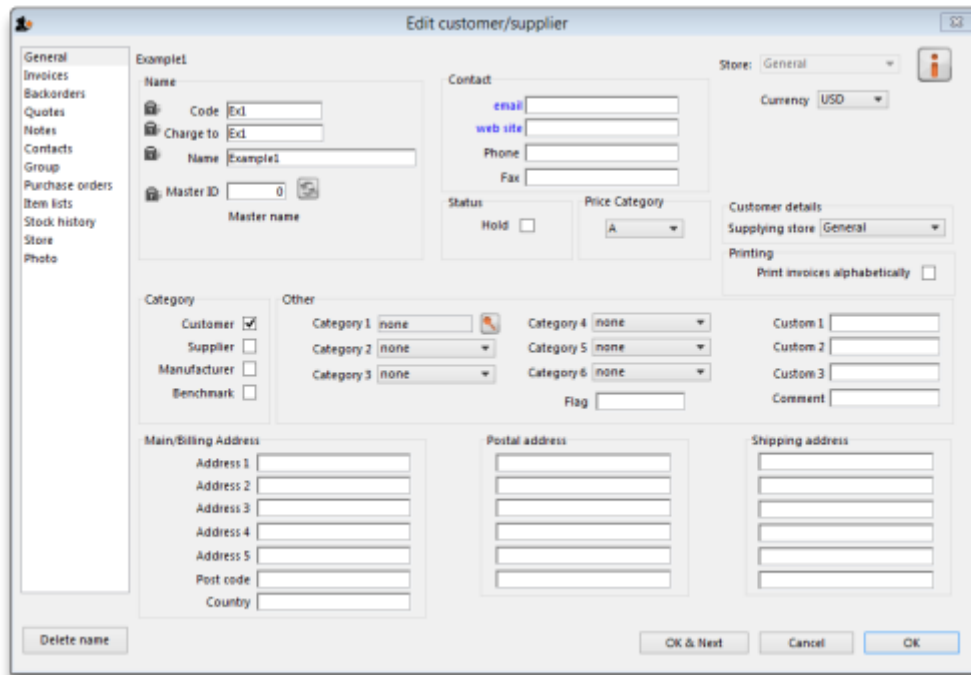 Edit customer/supplier
General
Invoices
Backorders
Quotes
Notes
Contacts
Group
Purchase orders
Item lists
Stock history
Store
Photo
Example1
Name
Code Ex1
Charge to Ex1
Name Example1
Master ID 0
Master name
Contact
email
web site
Phone
Fax
Store: General
Currency USD
Status
Hold
Price Category
A
Customer details
Supplying store General
Printing
Print invoices alphabetically
Category
Customer
Supplier
Manufacturer
Benchmark
Other
Category 1 none
Category 2 none
Category 3 none
Category 4 none
Category 5 none
Category 6 none
Flag
Custom 1
Custom 2
Custom 3
Comment
Main/Billing Address
Address 1
Address 2
Address 3
Address 4
Address 5
Post code
Country
Postal address
Shipping address
Delete name
OK & Next
Cancel
OK